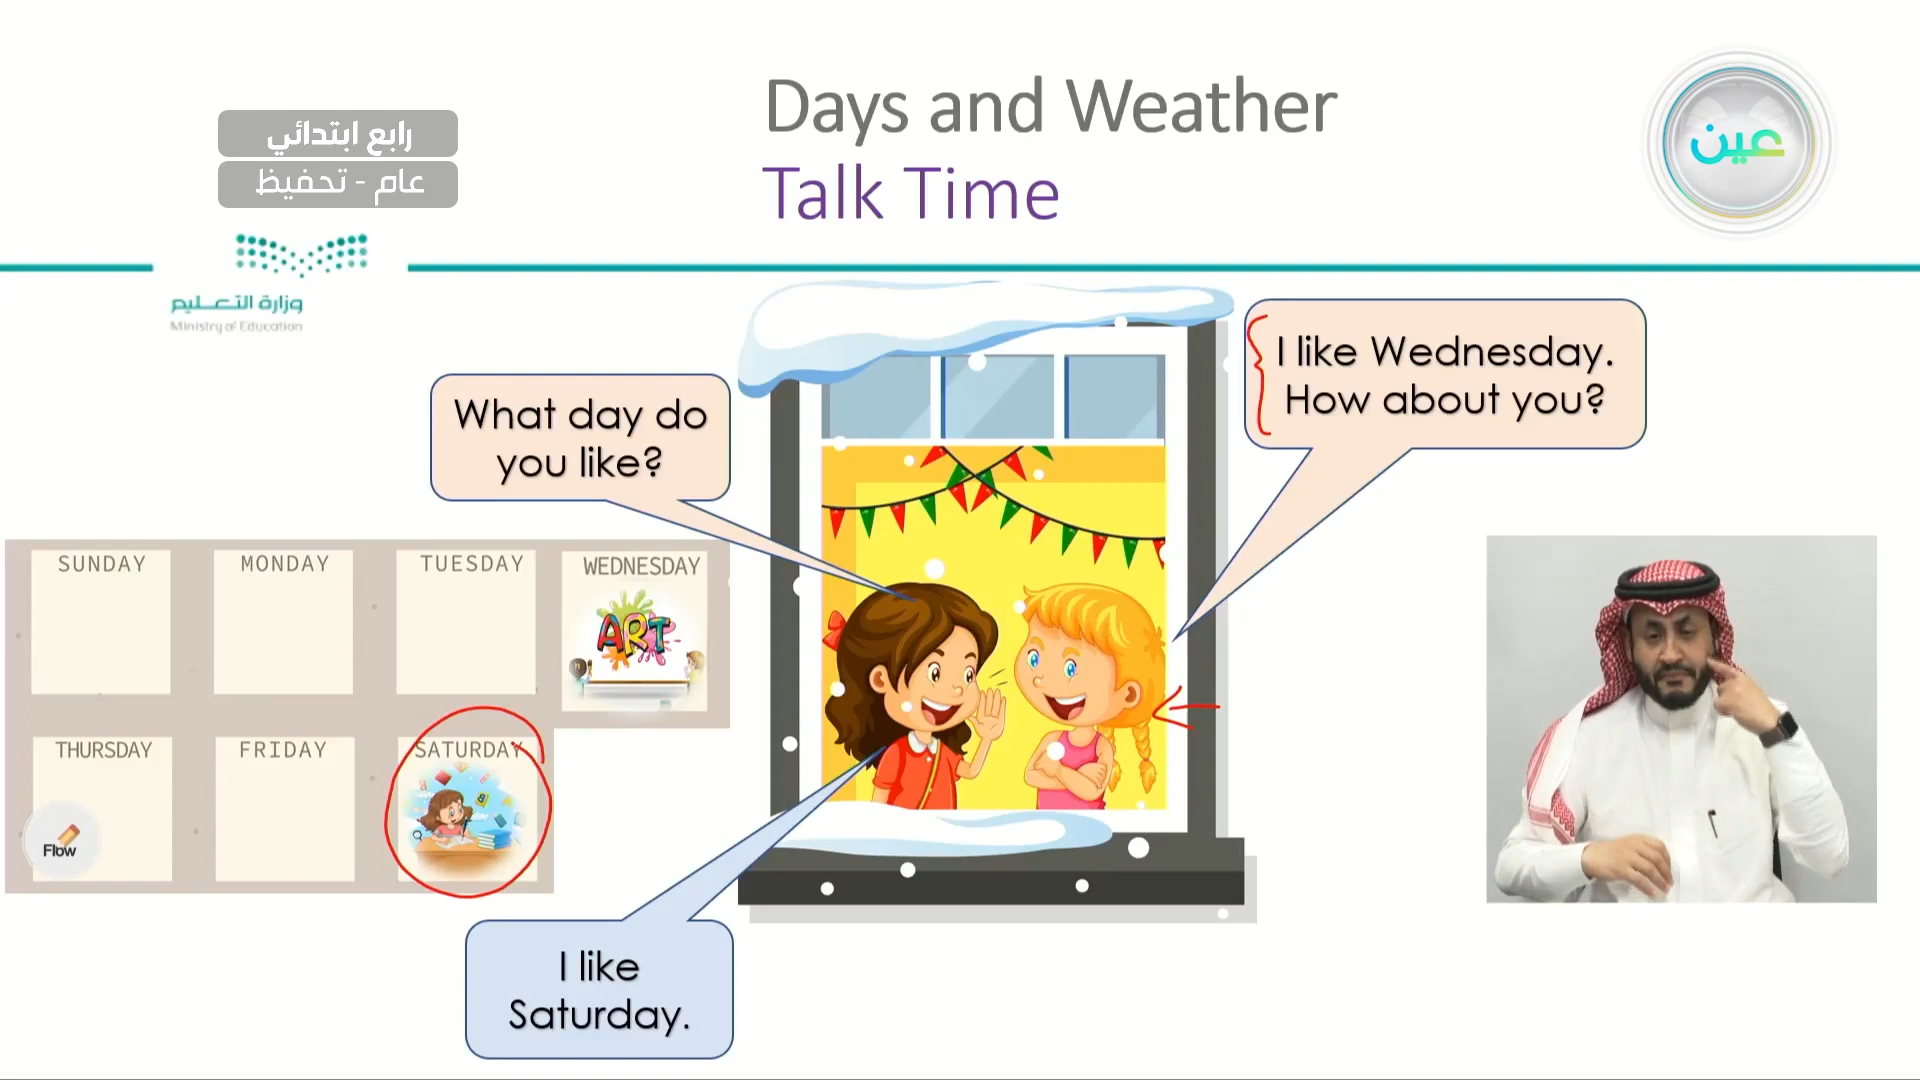 Days and Weather
Talk Time
رابع ابتدائي
عام - تحفيظ
عين
وزارة التعليم
Ministry of Education
What day do
you like?
I like Wednesday.
How about you?
SUNDAY
MONDAY
TUESDAY
WEDNESDAY
ART
THURSDAY
FRIDAY
SATURDAY
Flow
I like
Saturday.